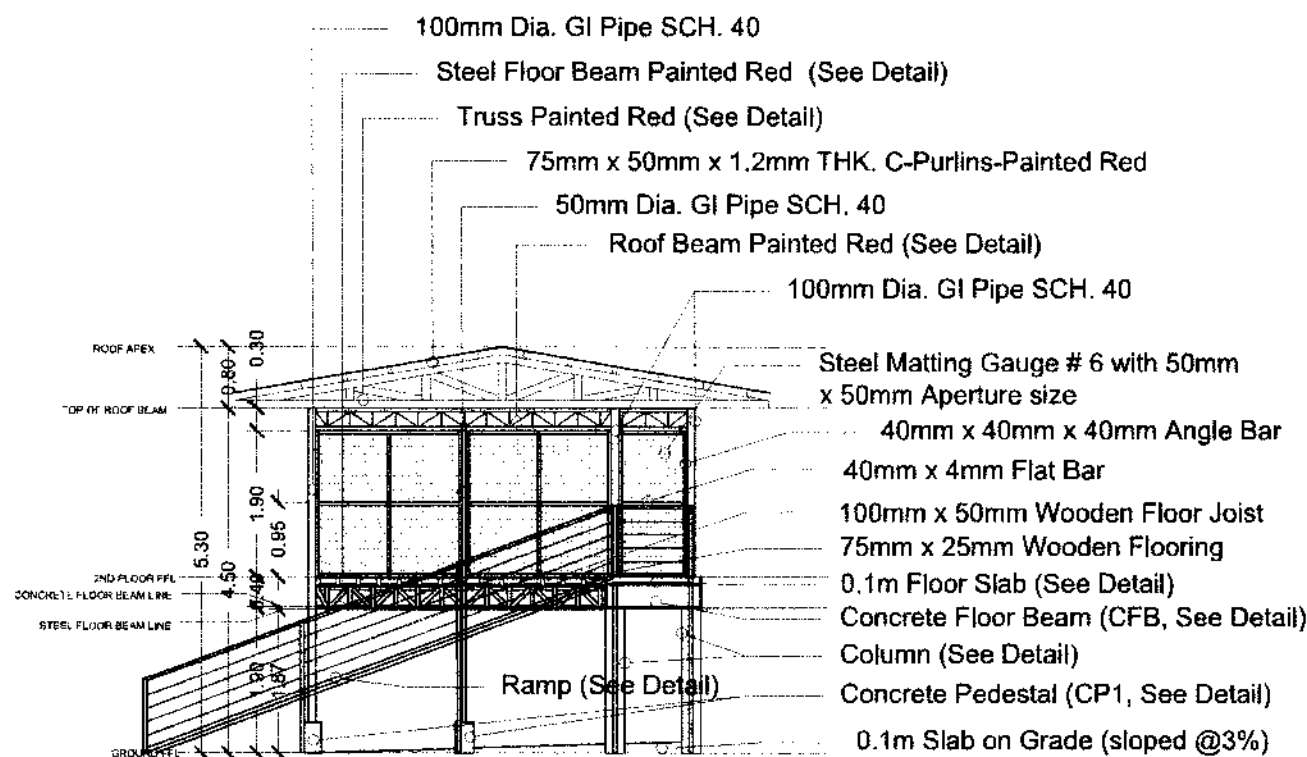 100mm Dia. GI Pipe SCH. 40
Steel Floor Beam Painted Red (See Detail)
Truss Painted Red (See Detail)
75mm x 50mm x 1.2mm THK. C-Purlins-Painted Red
50mm Dia. GI Pipe SCH. 40
Roof Beam Painted Red (See Detail)
100mm Dia. GI Pipe SCH. 40
ROOF APEX
0.30
0.80
Steel Matting Gauge # 6 with 50mm
x 50mm Aperture size
TOP OF ROOF BEAM
40mm x 40mm x 40mm Angle Bar
40mm x 4mm Flat Bar
1.90
0.95
5.30
4.50
100mm x 50mm Wooden Floor Joist
75mm x 25mm Wooden Flooring
2ND FLOOR FFL
0.40
0.1m Floor Slab (See Detail)
CONCRETE FLOOR BEAM LINE
Concrete Floor Beam (CFB, See Detail)
STEEL FLOOR BEAM LINE
Column (See Detail)
1.90
1.87
Ramp (See Detail)
Concrete Pedestal (CP1, See Detail)
0.1m Slab on Grade (sloped @3%)
GROUND FFL